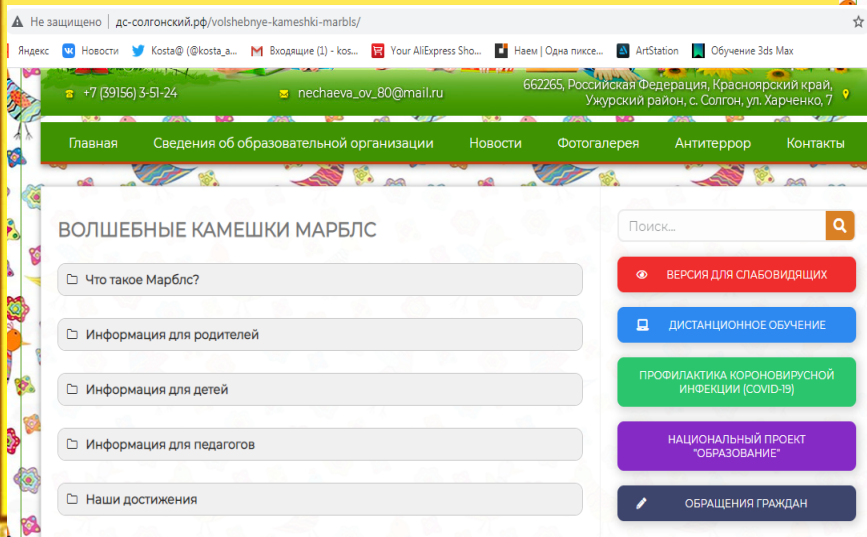 Не защищено | дс-солгонский.рф/volshebnye-kameshki-marbls/
Яндекс Новости Kosta@ (@kosta_a... Входящие (1) - kos... Your AliExpress Sho... Наем | Одна пиксе... ArtStation Обучение 3ds Max
+7 (39156) 3-51-24 nechaeva_ov_80@mail.ru 662265, Российская Федерация, Красноярский край,
Ужурский район, с. Солгон, ул. Харченко, 7
Главная Сведения об образовательной организации Новости Фотогалерея Антитеррор Контакты
ВОЛШЕБНЫЕ КАМЕШКИ МАРБЛС
Что такое Марблс?
Информация для родителей
Информация для детей
Информация для педагогов
Наши достижения
Поиск...
ВЕРСИЯ ДЛЯ СЛАБОВИДЯЩИХ
ДИСТАНЦИОННОЕ ОБУЧЕНИЕ
ПРОФИЛАКТИКА КОРОНОВИРУСНОЙ
ИНФЕКЦИИ (COVID-19)
НАЦИОНАЛЬНЫЙ ПРОЕКТ
"ОБРАЗОВАНИЕ"
ОБРАЩЕНИЯ ГРАЖДАН